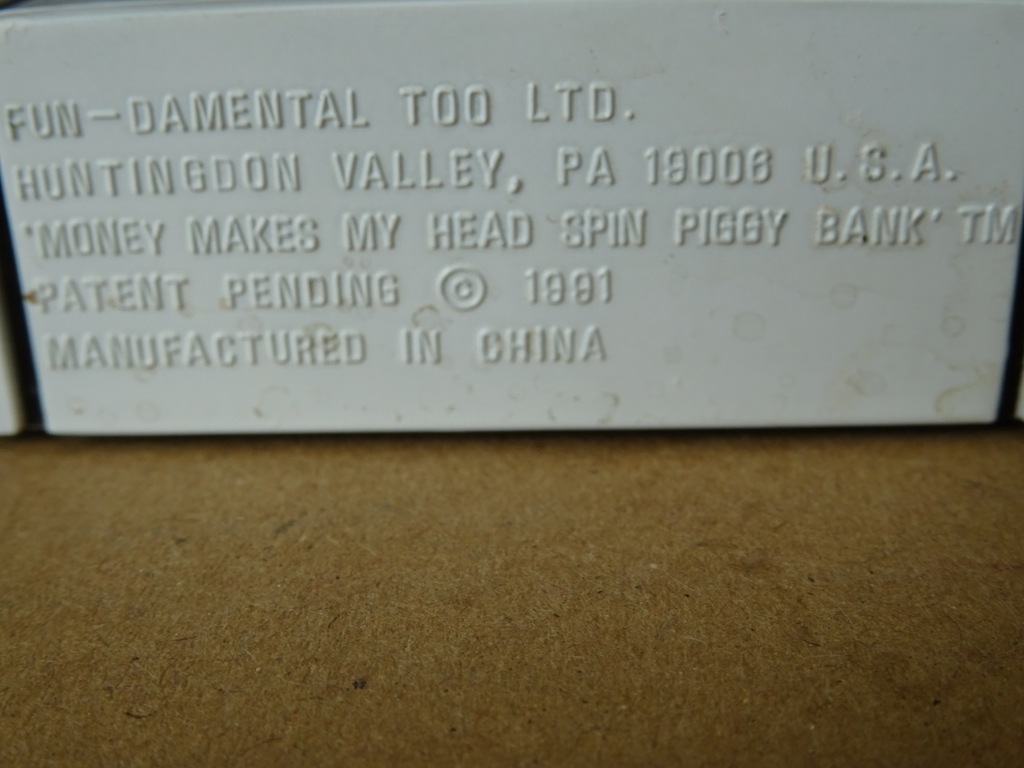 FUN-DAMENTAL TOO LTD.
HUNTINGDON VALLEY, PA 19006 U.S.A.
'MONEY MAKES MY HEAD SPIN PIGGY BANK' TM
PATENT PENDING © 1991
MANUFACTURED IN CHINA